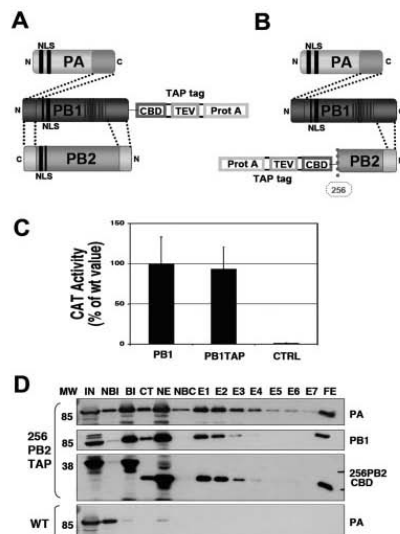 A
NLS
N PA C
TAP tag
N PB1 CBD TEV Prot A
NLS
C PB2 N
NLS
B
NLS
N PA C
N PB1 C
NLS
Prot A TEV CBD PB2 N
TAP tag
256
C
CAT Activity
(% of wt value)
150
100
50
0
PB1 PB1TAP CTRL
D
MW IN NBI BI CT NE NBC E1 E2 E3 E4 E5 E6 E7 FE
256
PB2
TAP
85 PA
85 PB1
38 256PB2
CBD
WT 85 PA